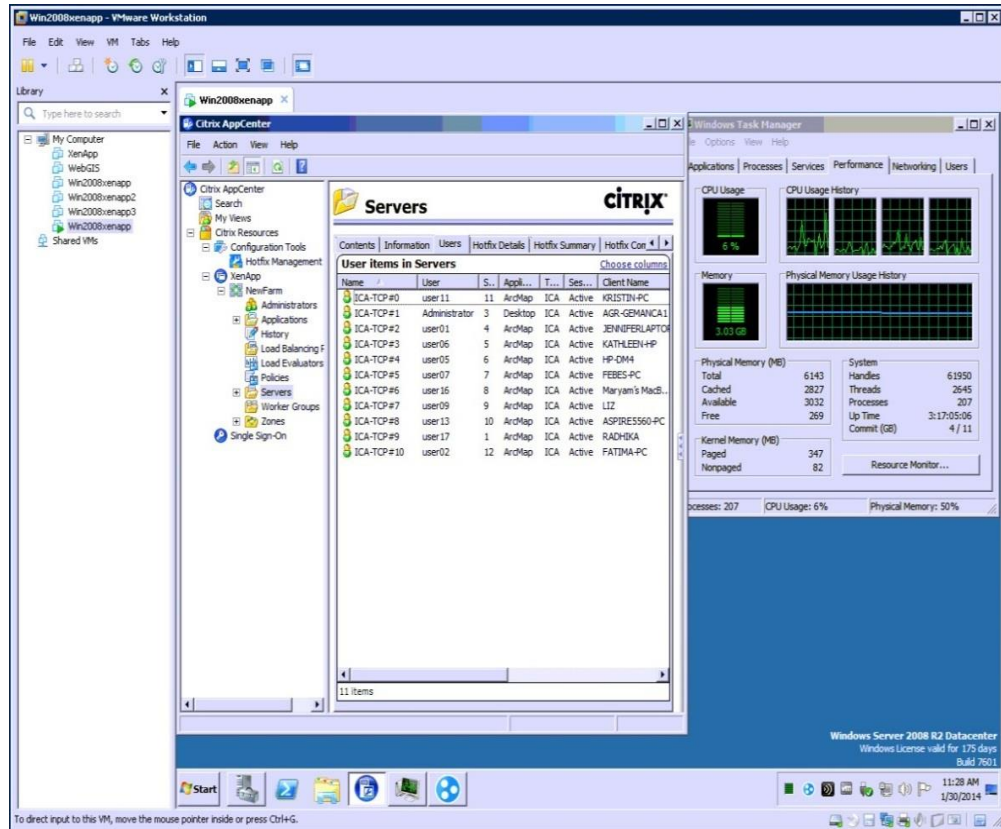 Win2008xenapp - VMware Workstation
File Edit View VM Tabs Help
Library x
Type here to search
My Computer
XenApp
WebGIS
Win2008xenapp
Win2008xenapp2
Win2008xenapp3
Win2008xenapp
Shared VMs
Win2008xenapp x
Citrix AppCenter
File Action View Help
Citrix AppCenter
Search
My Views
Citrix Resources
Configuration Tools
Hotfix Management
XenApp
NewFarm
Administrators
Applications
History
Load Balancing P
Load Evaluators
Policies
Servers
Worker Groups
Zones
Single Sign-On
Servers
CITRIX
Contents Information Users Hotfix Details Hotfix Summary Hotfix Con
User items in Servers Choose columns
Name User S.. Appli... T... Ses... Client Name
ICA-TCP#0 user11 11 ArcMap ICA Active KRISTIN-PC
ICA-TCP#1 Administrator 3 Desktop ICA Active AGR-GEMANCA1
ICA-TCP#2 user01 4 ArcMap ICA Active JENNIFERLAPTOP
ICA-TCP#3 user06 5 ArcMap ICA Active KATHLEEN-HP
ICA-TCP#4 user05 6 ArcMap ICA Active HP-DM4
ICA-TCP#5 user07 7 ArcMap ICA Active FEBES-PC
ICA-TCP#6 user16 8 ArcMap ICA Active Maryam's MacB..
ICA-TCP#7 user09 9 ArcMap ICA Active LIZ
ICA-TCP#8 user13 10 ArcMap ICA Active ASPIRE5560-PC
ICA-TCP#9 user17 1 ArcMap ICA Active RADHIKA
ICA-TCP#10 user02 12 ArcMap ICA Active FATIMA-PC
11 items
Windows Task Manager
e Options View Help
Applications Processes Services Performance Networking Users
CPU Usage CPU Usage History
6 %
Memory Physical Memory Usage History
3.03 GB
Physical Memory (MB)
Total 6143
Cached 2827
Available 3032
Free 269
System
Handles 61950
Threads 2645
Processes 207
Up Time 3:17:05:06
Commit (GB) 4 / 11
Kernel Memory (MB)
Paged 347
Nonpaged 82
Resource Monitor...
ocesses: 207 CPU Usage: 6% Physical Memory: 50%
Windows Server 2008 R2 Datacenter
Windows License valid for 175 days
Build 7601
Start
11:28 AM
1/30/2014
To direct input to this VM, move the mouse pointer inside or press Ctrl+G.